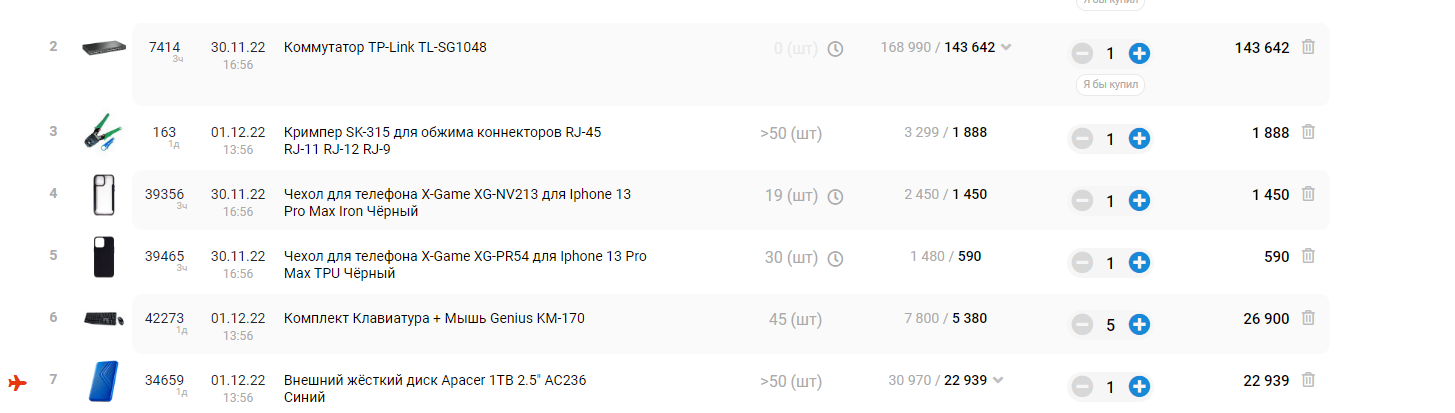 Я бы купил
2 7414 30.11.22 Коммутатор TP-Link TL-SG1048 0 (шт) 168 990 / 143 642 1 143 642
3ч 16:56
Я бы купил
3 163 01.12.22 Кримпер SK-315 для обжима коннекторов RJ-45 >50 (шт) 3 299 / 1 888 1 1 888
1д 13:56 RJ-11 RJ-12 RJ-9
4 39356 30.11.22 Чехол для телефона X-Game XG-NV213 для Iphone 13 19 (шт) 2 450 / 1 450 1 1 450
3ч 16:56 Pro Max Iron Чёрный
5 39465 30.11.22 Чехол для телефона X-Game XG-PR54 для Iphone 13 Pro 30 (шт) 1 480 / 590 1 590
3ч 16:56 Max TPU Чёрный
6 42273 01.12.22 Комплект Клавиатура + Мышь Genius KM-170 45 (шт) 7 800 / 5 380 5 26 900
1д 13:56
7 34659 01.12.22 Внешний жёсткий диск Apacer 1TB 2.5" AC236 >50 (шт) 30 970 / 22 939 1 22 939
1д 13:56 Синий